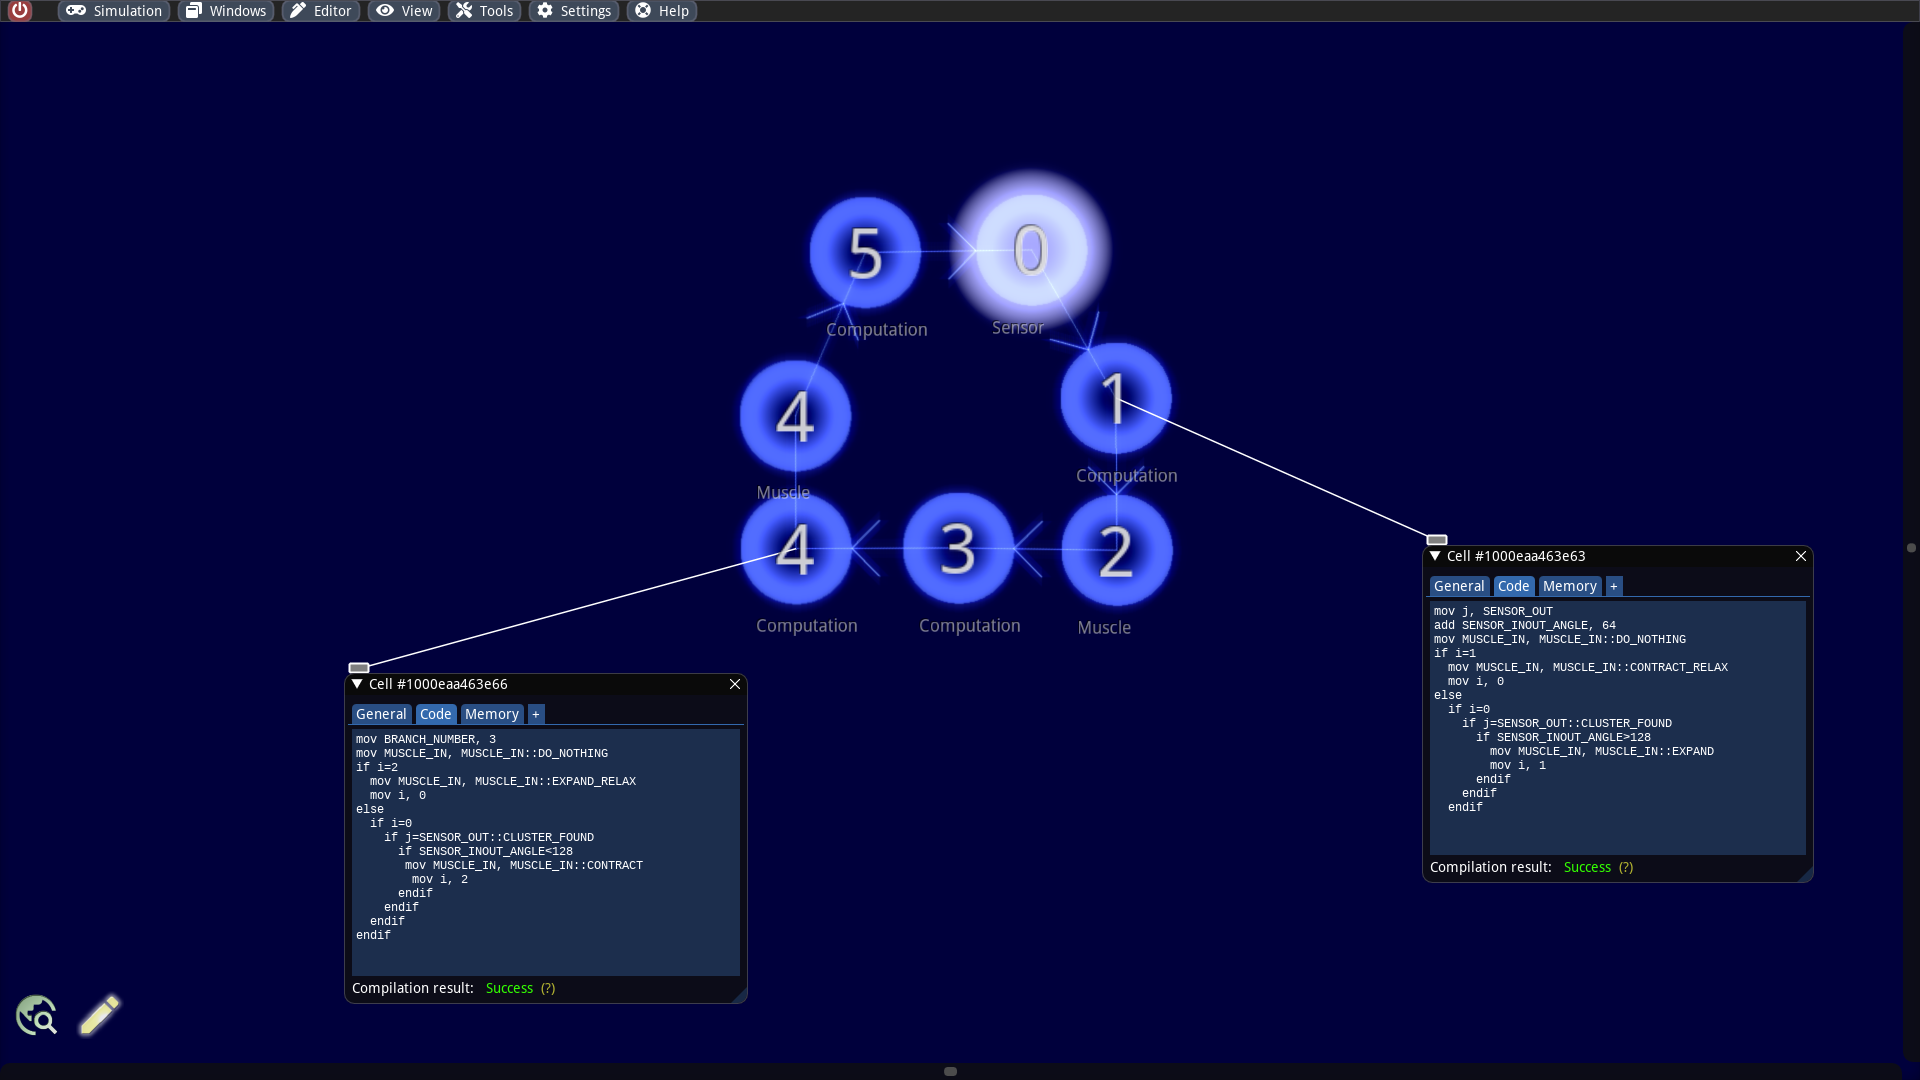 Simulation Windows Editor View Tools Settings Help
5
0
Computation
Sensor
4
1
Muscle
Computation
4
3
2
Computation
Computation
Muscle
Cell #1000eaa463e63
General Code Memory +
mov j, SENSOR_OUT
add SENSOR_INOUT_ANGLE, 64
mov MUSCLE_IN, MUSCLE_IN::DO_NOTHING
if i=1
mov MUSCLE_IN, MUSCLE_IN::CONTRACT_RELAX
mov i, 0
else
if i=0
if j=SENSOR_OUT::CLUSTER_FOUND
if SENSOR_INOUT_ANGLE>128
mov MUSCLE_IN, MUSCLE_IN::EXPAND
mov i, 1
endif
endif
endif
Compilation result: Success (?)
Cell #1000eaa463e66
General Code Memory +
mov BRANCH_NUMBER, 3
mov MUSCLE_IN, MUSCLE_IN::DO_NOTHING
if i=2
mov MUSCLE_IN, MUSCLE_IN::EXPAND_RELAX
mov i, 0
else
if i=0
if j=SENSOR_OUT::CLUSTER_FOUND
if SENSOR_INOUT_ANGLE<128
mov MUSCLE_IN, MUSCLE_IN::CONTRACT
mov i, 2
endif
endif
endif
endif
Compilation result: Success (?)